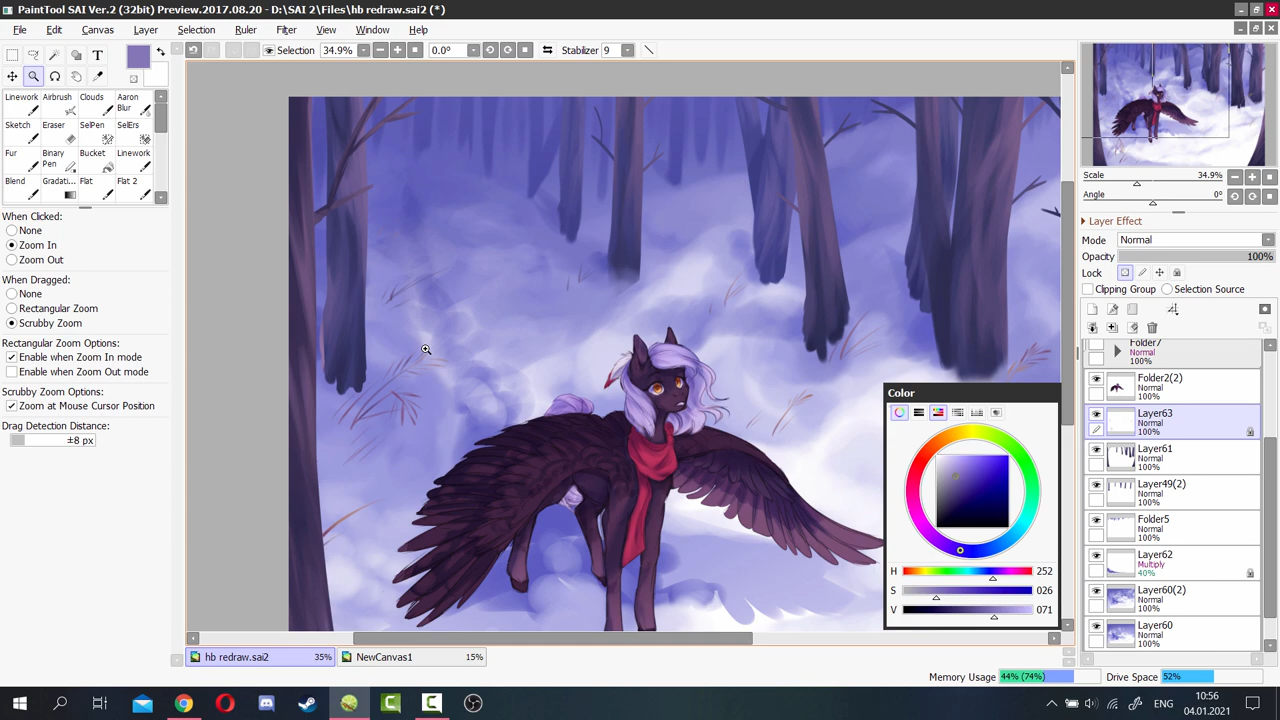 PaintTool SAI Ver.2 (32bit) Preview.2017.08.20 - D:\SAI 2\Files\hb redraw.sai2 (*)
File Edit Canvas Layer Selection Ruler Filter View Window Help
Selection 34.9% 0.0° Stabilizer 9
T
Linework Airbrush Clouds Aaron Blur
Sketch Eraser SelPen SelErs
Fur Binary Pen Bucket Linework
Blend Gradati... Flat Flat 2
When Clicked:
None
Zoom In
Zoom Out
When Dragged:
None
Rectangular Zoom
Scrubby Zoom
Rectangular Zoom Options:
Enable when Zoom In mode
Enable when Zoom Out mode
Scrubby Zoom Options:
Zoom at Mouse Cursor Position
Drag Detection Distance:
±8 px
Color
H 252
S 026
V 071
Scale 34.9%
Angle 0°
Layer Effect
Mode Normal
Opacity 100%
Lock
Clipping Group Selection Source
Folder7
Normal
100%
Folder2(2)
Normal
100%
Layer63
Normal
100%
Layer61
Normal
100%
Layer49(2)
Normal
100%
Folder5
Normal
100%
Layer62
Multiply
40%
Layer60(2)
Normal
100%
Layer60
Normal
100%
hb redraw.sai2 35% NewCanvas1 15%
Memory Usage 44% (74%) Drive Space 52%
ENG
10:56
04.01.2021